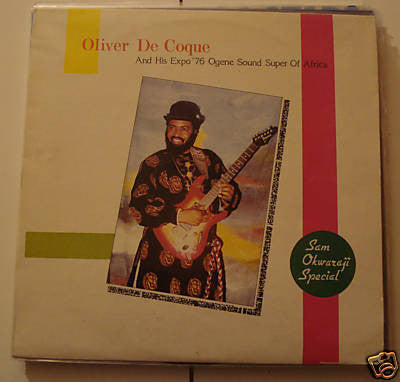 Oliver De Coque
And His Expo '76 Ogene Sound Super Of Africa
Sam
Okwaraji
Special